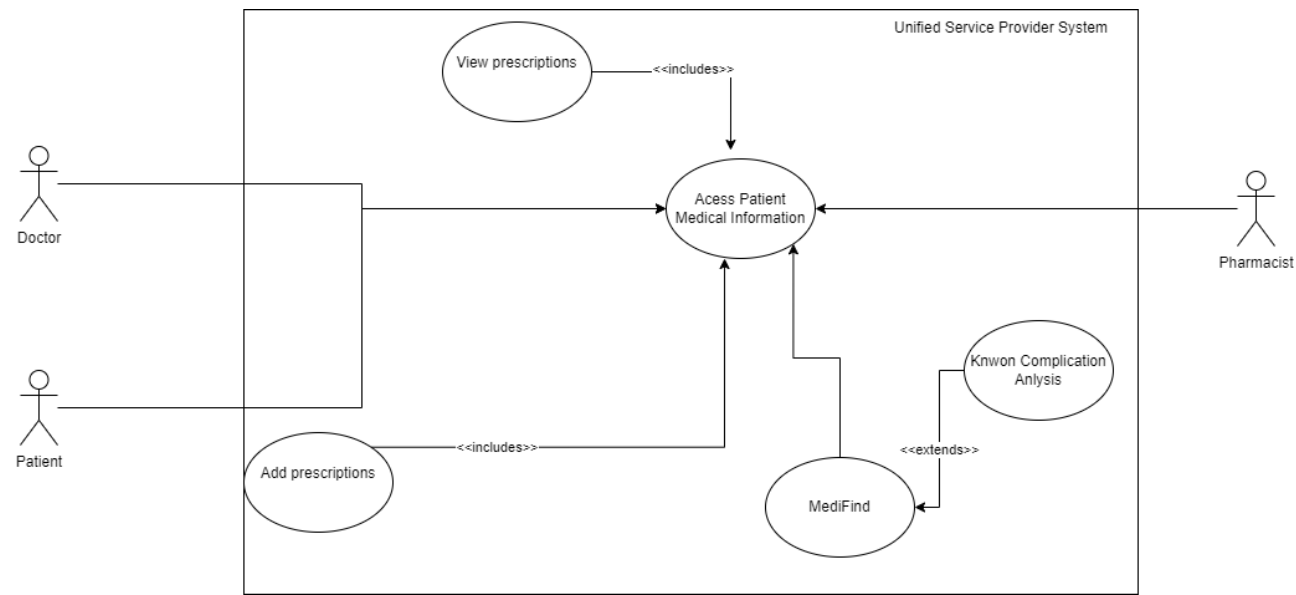 Unified Service Provider System
View prescriptions
<<includes>>
Doctor
Acess Patient
Medical Information
Pharmacist
Knwon Complication
Anlysis
Patient
<<includes>>
<<extends>>
Add prescriptions
MediFind